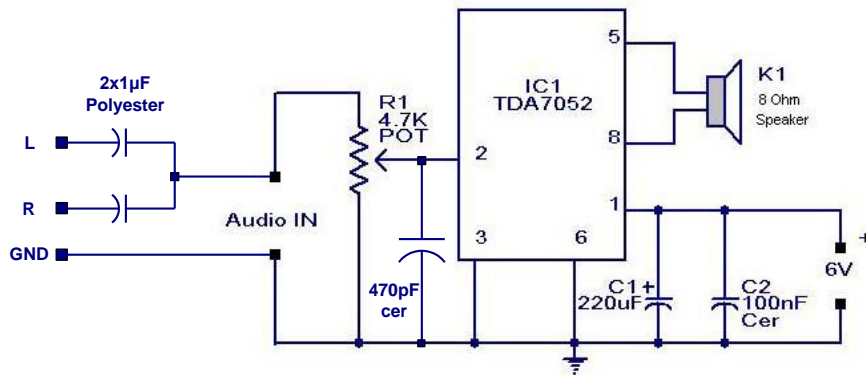 2x1µF
Polyester
L
R
GND
Audio IN
R1
4.7K
POT
470pF
cer
IC1
TDA7052
2
3
6
5
8
1
K1
8 Ohm
Speaker
C1
+
220uF
C2
100nF
Cer
+
6V